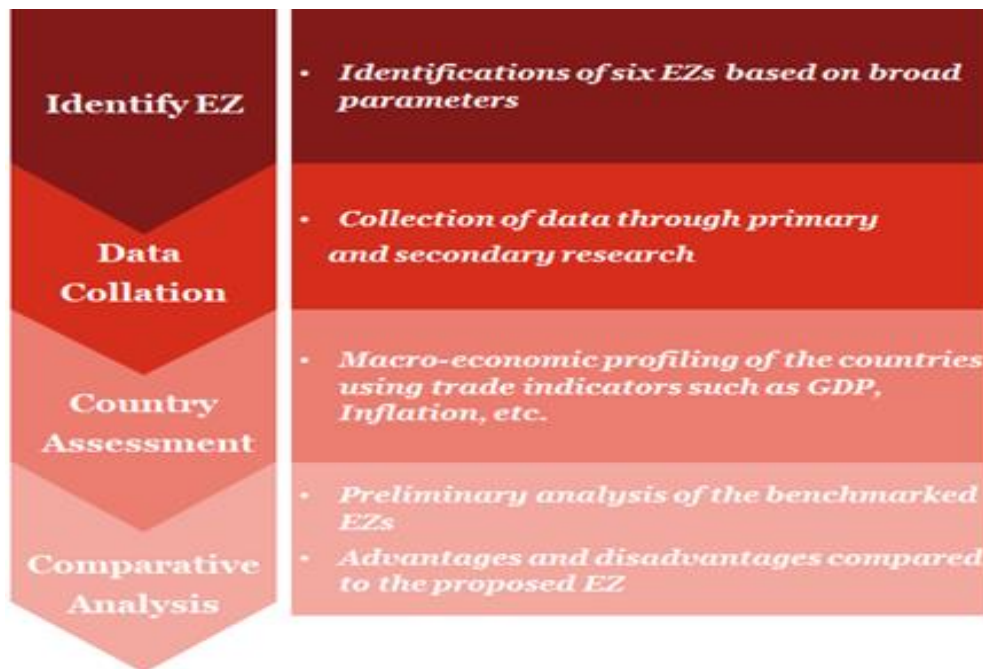 Identify EZ
• Identifications of six EZs based on broad
parameters
Data
Collation
• Collection of data through primary
and secondary research
Country
Assessment
• Macro-economic profiling of the countries
using trade indicators such as GDP,
Inflation, etc.
Comparative
Analysis
• Preliminary analysis of the benchmarked
EZs
• Advantages and disadvantages compared
to the proposed EZ